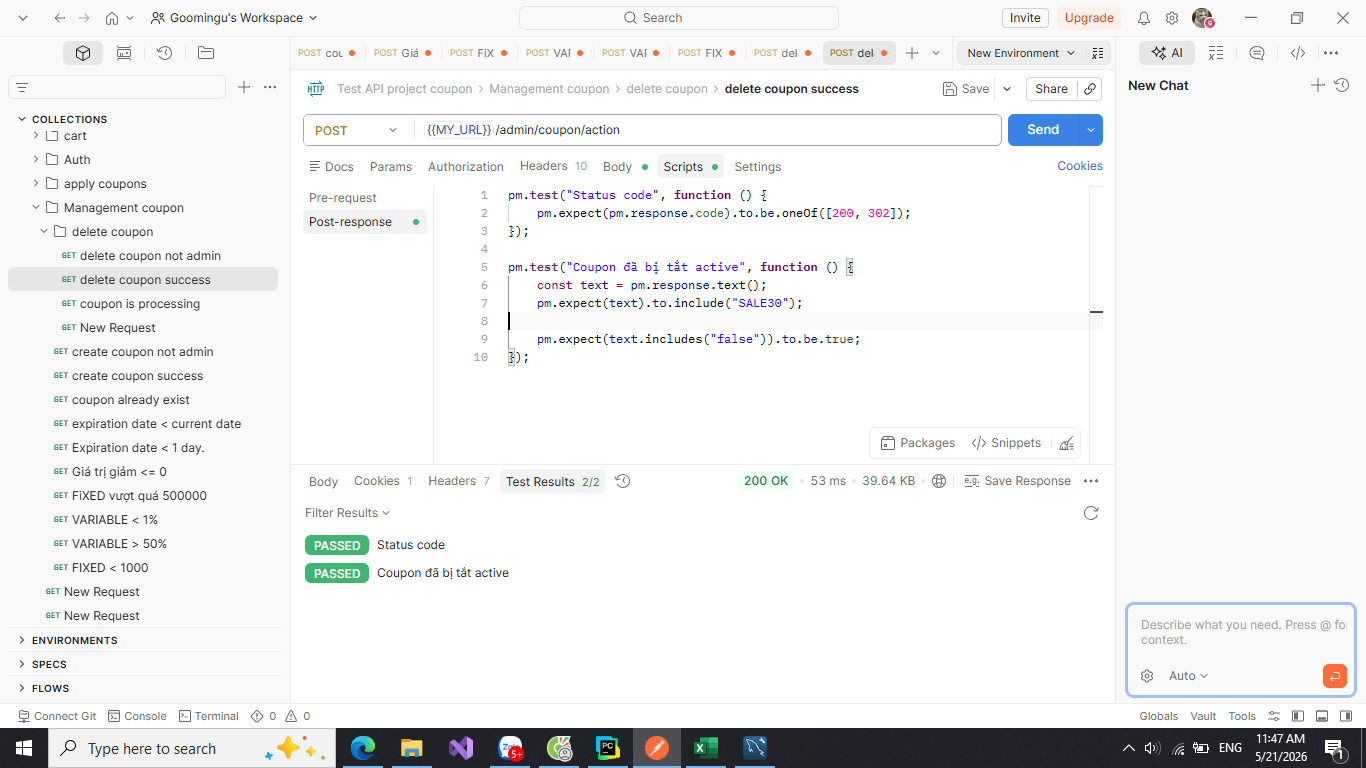 Goomingu's Workspace
Search
Invite
Upgrade
POST cou
POST Giá
POST FiX
POST VAI
POST VAI
POST FIX
POST del
POST del
New Environment
AI
COLLECTIONS
cart
Auth
apply coupons
Management coupon
delete coupon
GET delete coupon not admin
GET delete coupon success
GET coupon is processing
GET New Request
GET create coupon not admin
GET create coupon success
GET coupon already exist
GET expiration date < current date
GET Expiration date < 1 day.
GET Giá trị giảm <= 0
GET FiXED vượt quá 500000
GET VARIABLE < 1%
GET VARIABLE > 50%
GET FIXED < 1000
GET New Request
GET New Request
ENVIRONMENTS
SPECS
FLOWS
HTTP Test API project coupon > Management coupon > delete coupon > delete coupon success
Save
Share
POST
{{MY_URL}} /admin/coupon/action
Send
Docs Params Authorization Headers 10 Body Scripts Settings
Cookies
Pre-request
Post-response
1 pm.test("Status code", function () {
2 pm.expect(pm.response.code).to.be.oneOf([200, 302]);
3 });
4
5 pm.test("Coupon đã bị tắt active", function () {
6 const text = pm.response.text();
7 pm.expect(text).to.include("SALE30");
8
9 pm.expect(text.includes("false")).to.be.true;
10 });
Packages Snippets
Body Cookies 1 Headers 7 Test Results 2/2
200 OK • 53 ms • 39.64 KB
e.g. Save Response
Filter Results
PASSED Status code
PASSED Coupon đã bị tắt active
New Chat
Describe what you need. Press @ fo
context.
Auto
Connect Git Console Terminal 0 0
Globals Vault Tools
Type here to search
Za
5+
PC
ENG
11:47 AM
5/21/2026
1